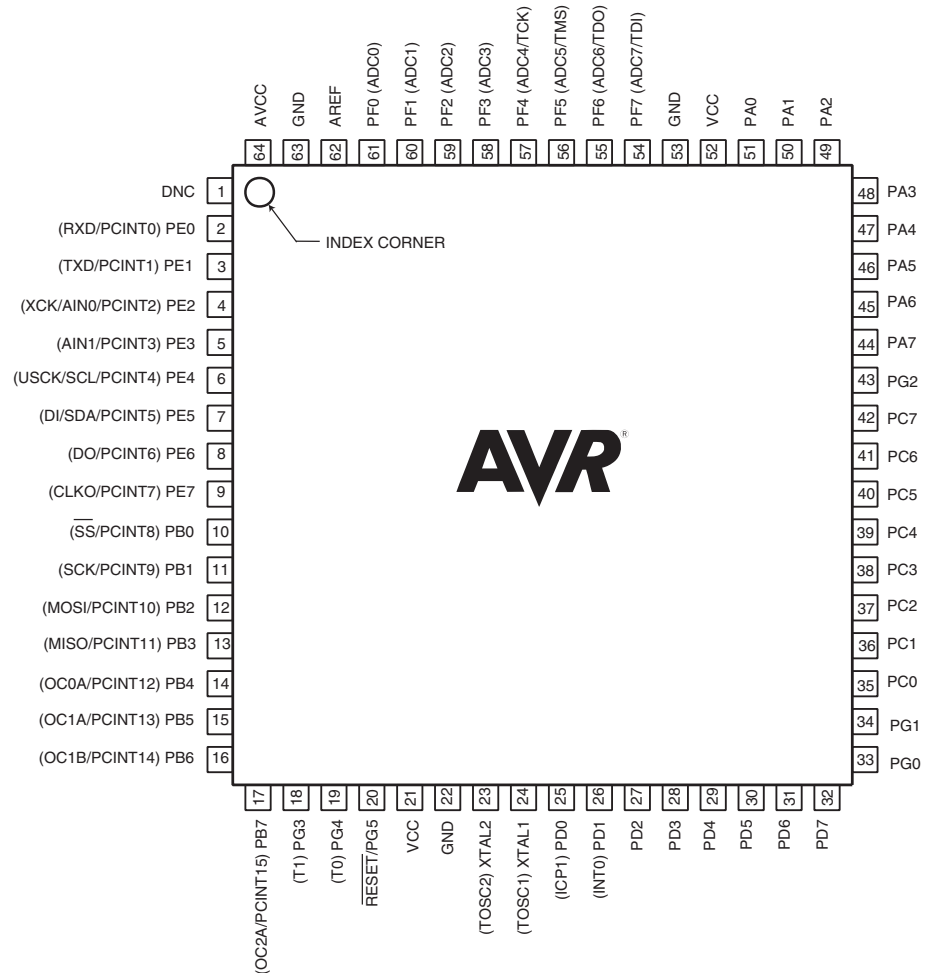 AVCC
GND
AREF
PF0 (ADC0)
PF1 (ADC1)
PF2 (ADC2)
PF3 (ADC3)
PF4 (ADC4/TCK)
PF5 (ADC5/TMS)
PF6 (ADC6/TDO)
PF7 (ADC7/TDI)
GND
VCC
PA0
PA1
PA2
64
63
62
61
60
59
58
57
56
55
54
53
52
51
50
49
DNC 1
(RXD/PCINT0) PE0 2
(TXD/PCINT1) PE1 3
(XCK/AIN0/PCINT2) PE2 4
(AIN1/PCINT3) PE3 5
(USCK/SCL/PCINT4) PE4 6
(DI/SDA/PCINT5) PE5 7
(DO/PCINT6) PE6 8
(CLKO/PCINT7) PE7 9
(SS/PCINT8) PB0 10
(SCK/PCINT9) PB1 11
(MOSI/PCINT10) PB2 12
(MISO/PCINT11) PB3 13
(OC0A/PCINT12) PB4 14
(OC1A/PCINT13) PB5 15
(OC1B/PCINT14) PB6 16
INDEX CORNER
AVR®
48 PA3
47 PA4
46 PA5
45 PA6
44 PA7
43 PG2
42 PC7
41 PC6
40 PC5
39 PC4
38 PC3
37 PC2
36 PC1
35 PC0
34 PG1
33 PG0
17
18
19
20
21
22
23
24
25
26
27
28
29
30
31
32
(OC2A/PCINT15) PB7
(T1) PG3
(T0) PG4
RESET/PG5
VCC
GND
(TOSC2) XTAL2
(TOSC1) XTAL1
(ICP1) PD0
(INT0) PD1
PD2
PD3
PD4
PD5
PD6
PD7